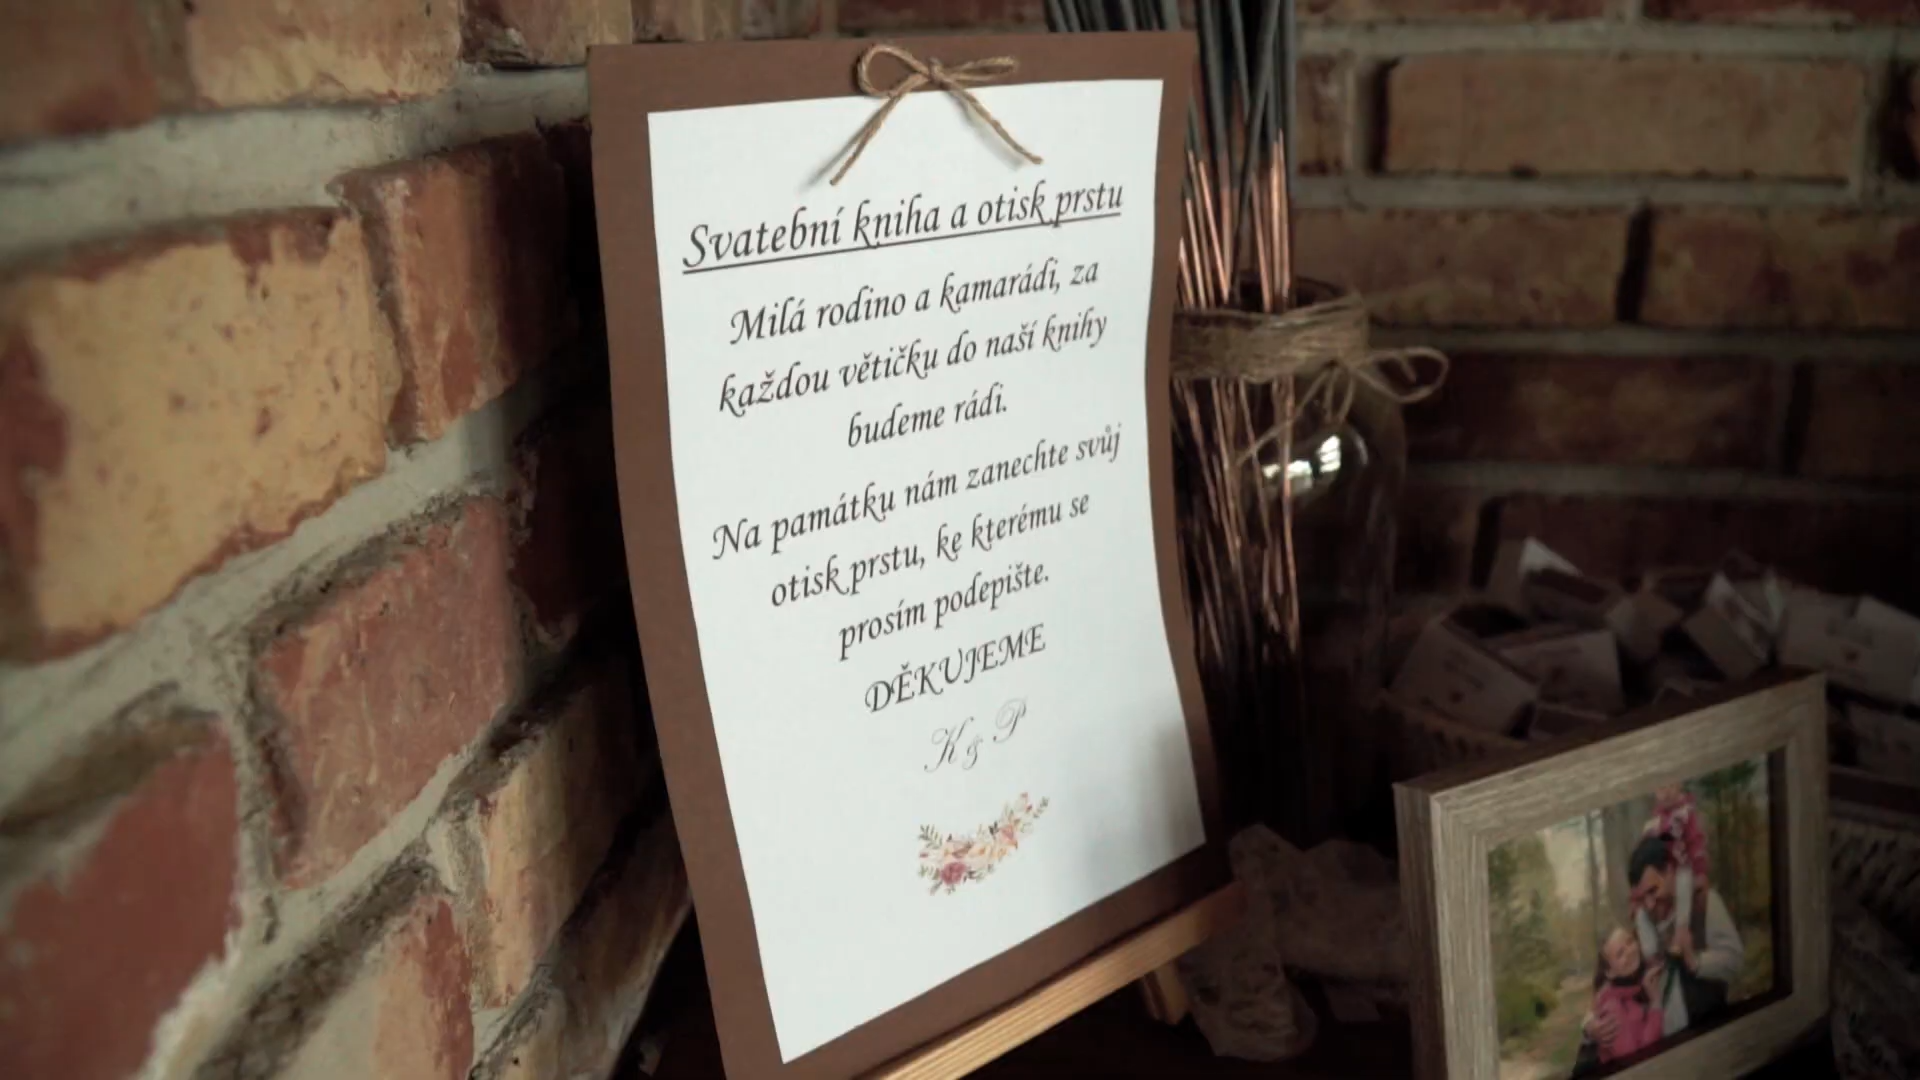 Svatební kniha a otisk prstu
Milá rodino a kamarádi, za
každou větičku do naší knihy
budeme rádi.
Na památku nám zanechte svůj
otisk prstu, ke kterému se
prosím podepište.
DĚKUJEME
K & P